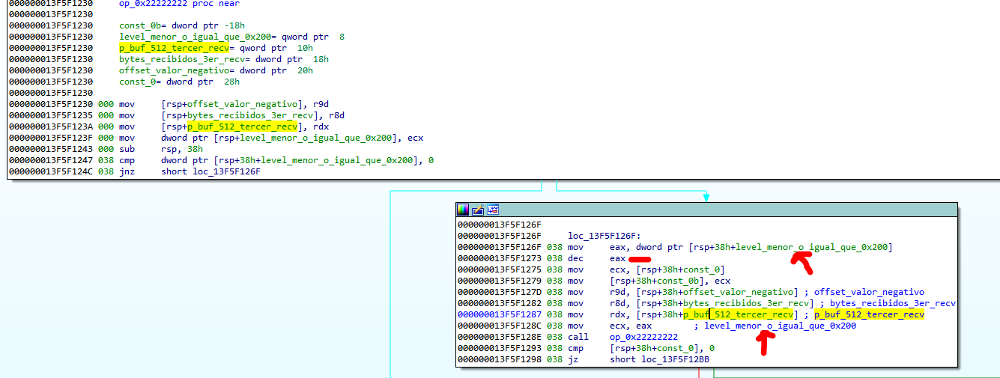 000000013F5F1230 op_0x22222222 proc near
000000013F5F1230
000000013F5F1230 const_0b= dword ptr -18h
000000013F5F1230 level_menor_o_igual_que_0x200= qword ptr 8
000000013F5F1230 p_buf_512_tercer_recv= qword ptr 10h
000000013F5F1230 bytes_recibidos_3er_recv= dword ptr 18h
000000013F5F1230 offset_valor_negativo= dword ptr 20h
000000013F5F1230 const_0= dword ptr 28h
000000013F5F1230
000000013F5F1230 000 mov [rsp+offset_valor_negativo], r9d
000000013F5F1235 000 mov [rsp+bytes_recibidos_3er_recv], r8d
000000013F5F123A 000 mov [rsp+p_buf_512_tercer_recv], rdx
000000013F5F123F 000 mov dword ptr [rsp+level_menor_o_igual_que_0x200], ecx
000000013F5F1243 000 sub rsp, 38h
000000013F5F1247 038 cmp dword ptr [rsp+38h+level_menor_o_igual_que_0x200], 0
000000013F5F124C 038 jnz short loc_13F5F126F
000000013F5F126F
000000013F5F126F loc_13F5F126F:
000000013F5F126F 038 mov eax, dword ptr [rsp+38h+level_menor_o_igual_que_0x200]
000000013F5F1273 038 dec eax
000000013F5F1275 038 mov ecx, [rsp+38h+const_0]
000000013F5F1279 038 mov [rsp+38h+const_0b], ecx
000000013F5F127D 038 mov r9d, [rsp+38h+offset_valor_negativo] ; offset_valor_negativo
000000013F5F1282 038 mov r8d, [rsp+38h+bytes_recibidos_3er_recv] ; bytes_recibidos_3er_recv
000000013F5F1287 038 mov rdx, [rsp+38h+p_buf_512_tercer_recv] ; p_buf_512_tercer_recv
000000013F5F128C 038 mov ecx, eax ; level_menor_o_igual_que_0x200
000000013F5F128E 038 call op_0x22222222
000000013F5F1293 038 cmp [rsp+38h+const_0], 0
000000013F5F1298 038 jz short loc_13F5F12BB